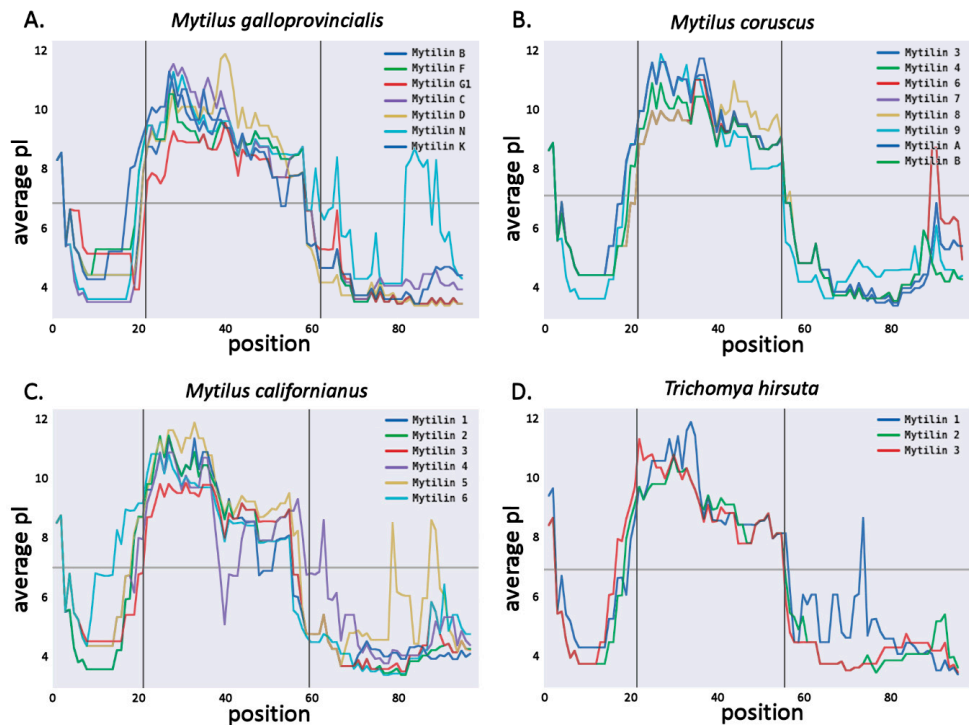 A. Mytilus galloprovincialis
12
10
8
6
4
0 20 40 60 80
average pl
position
Mytilin B
Mytilin F
Mytilin G1
Mytilin C
Mytilin D
Mytilin N
Mytilin K
B. Mytilus coruscus
12
10
8
6
4
0 20 40 60 80
average pl
position
Mytilin 3
Mytilin 4
Mytilin 6
Mytilin 7
Mytilin 8
Mytilin 9
Mytilin A
Mytilin B
C. Mytilus californianus
12
10
8
6
4
0 20 40 60 80
average pl
position
Mytilin 1
Mytilin 2
Mytilin 3
Mytilin 4
Mytilin 5
Mytilin 6
D. Trichomya hirsuta
12
10
8
6
4
0 20 40 60 80
average pl
position
Mytilin 1
Mytilin 2
Mytilin 3